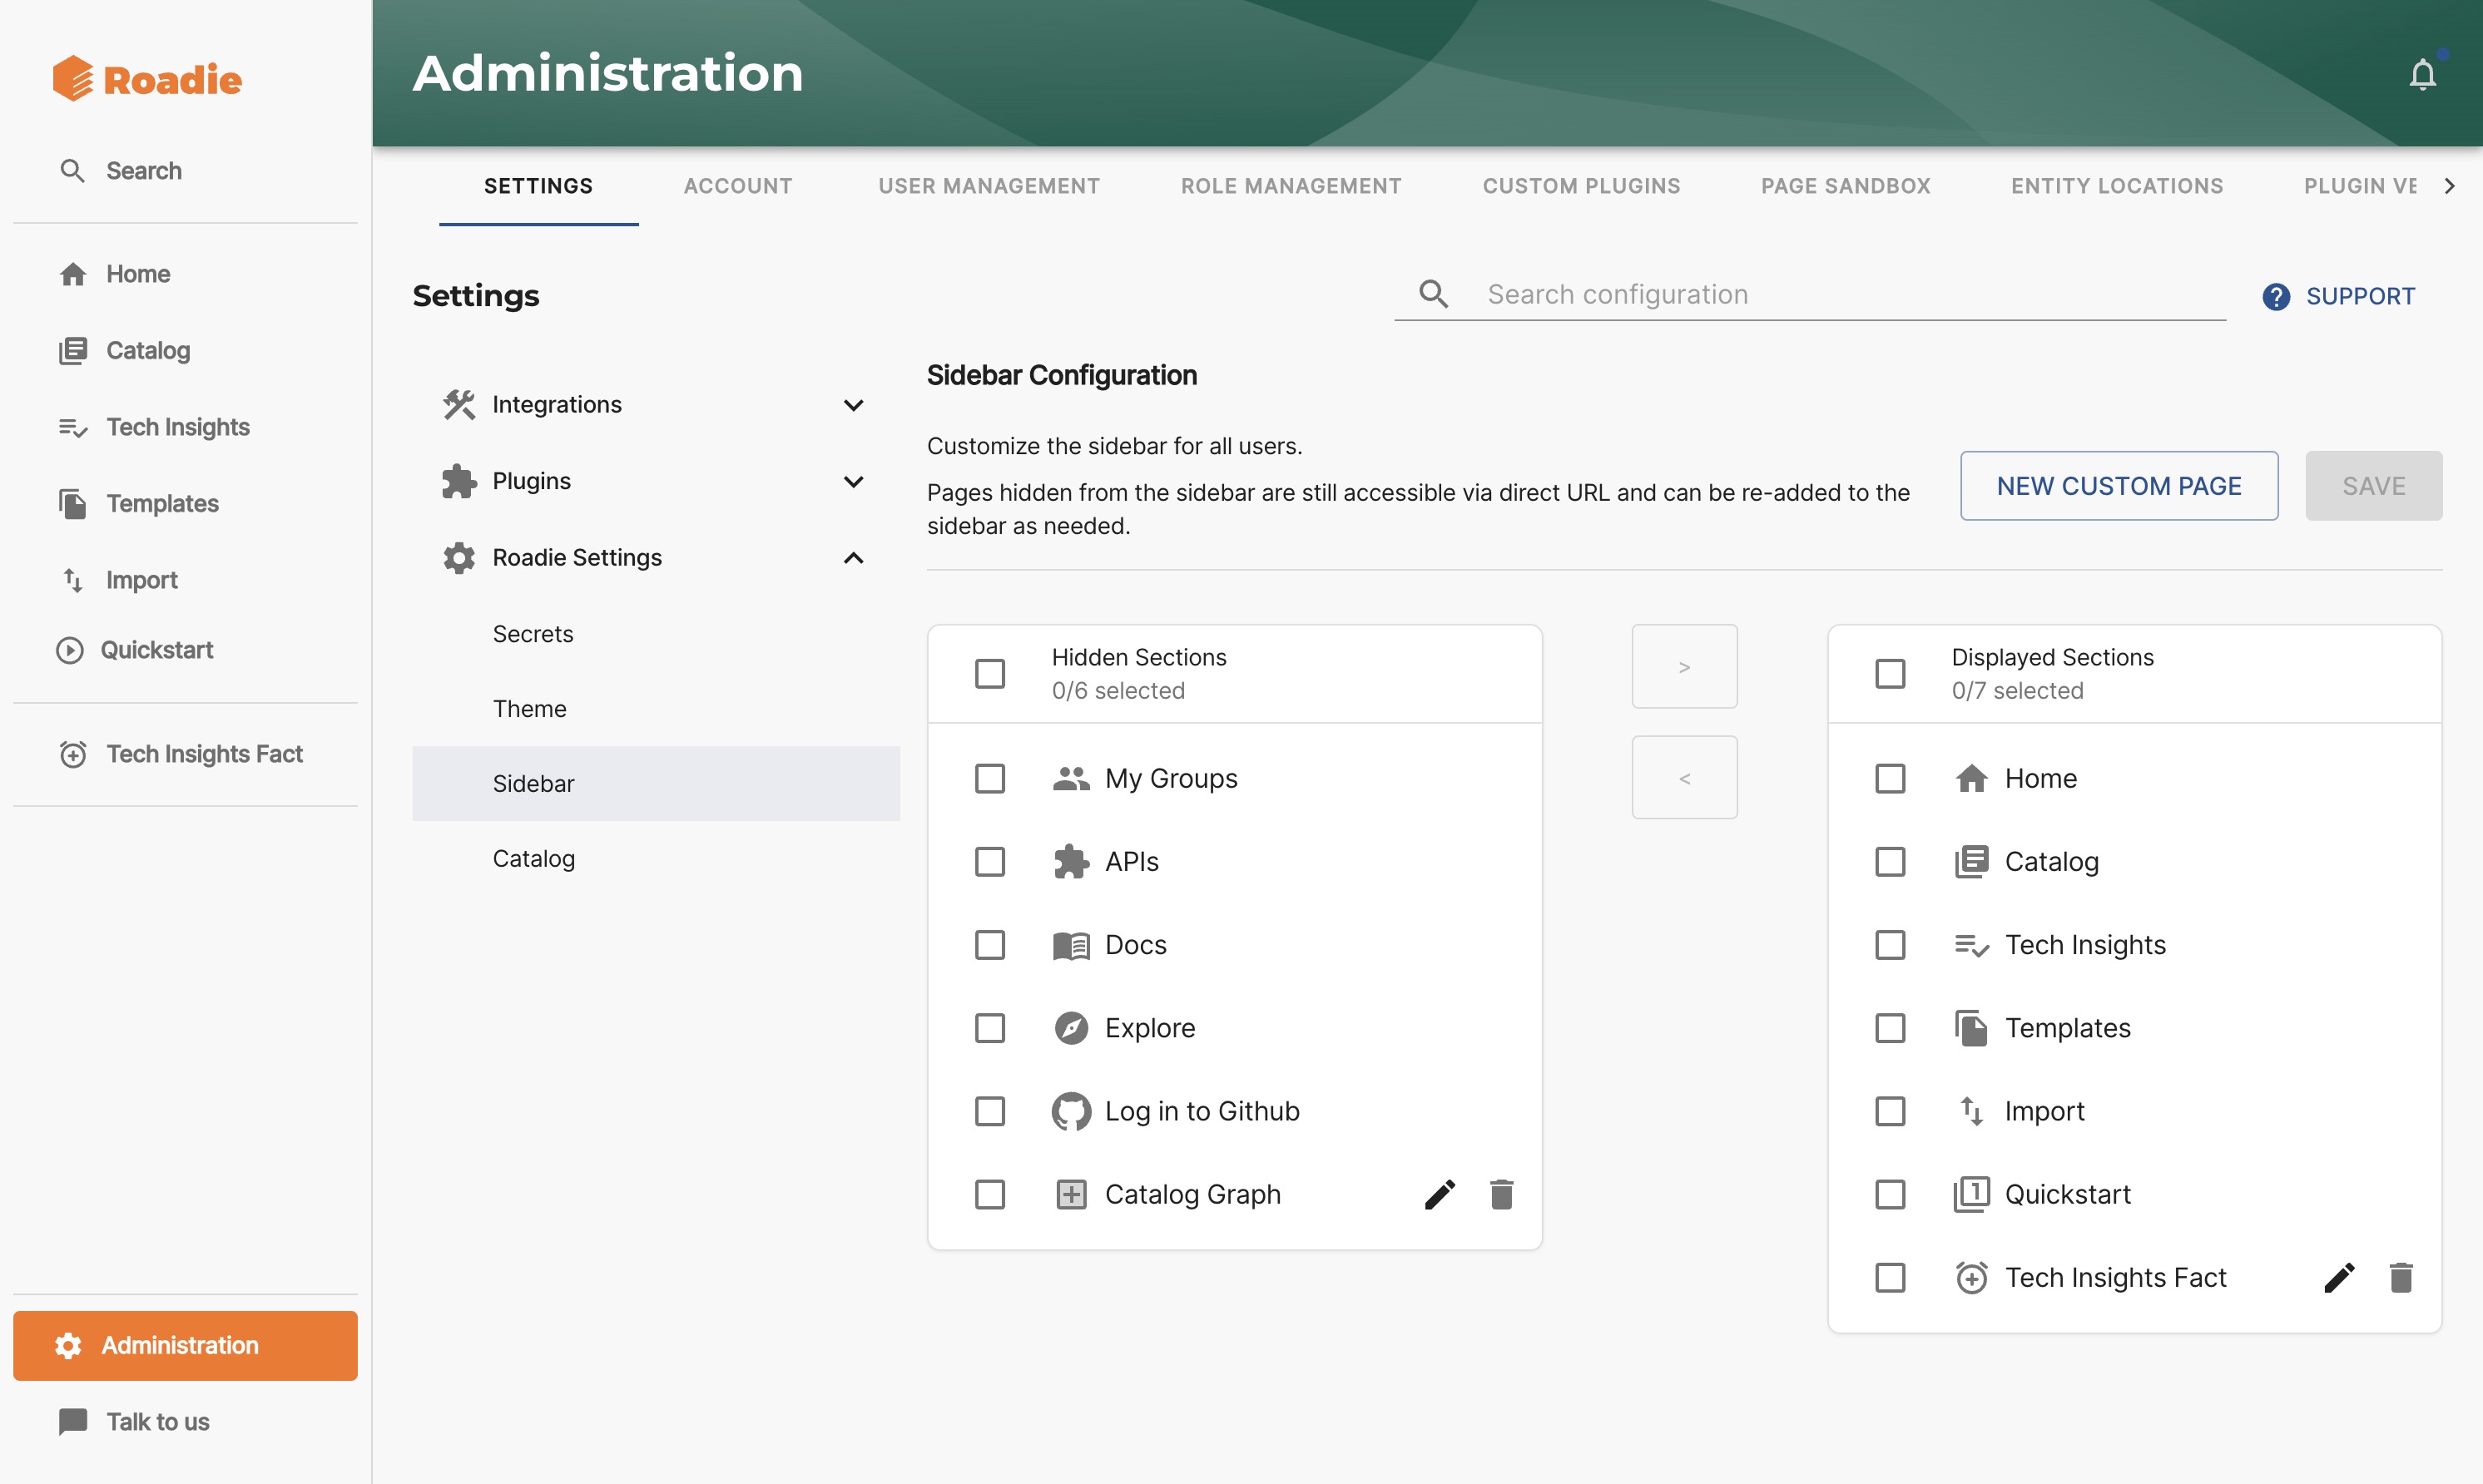 Roadie
Search
Home
Catalog
Tech Insights
Templates
Import
Quickstart
Tech Insights Fact
Administration
Talk to us
Administration
SETTINGS
ACCOUNT
USER MANAGEMENT
ROLE MANAGEMENT
CUSTOM PLUGINS
PAGE SANDBOX
ENTITY LOCATIONS
PLUGIN VE
Settings
Search configuration
SUPPORT
Integrations
Plugins
Roadie Settings
Secrets
Theme
Sidebar
Catalog
Sidebar Configuration
Customize the sidebar for all users.
Pages hidden from the sidebar are still accessible via direct URL and can be re-added to the
sidebar as needed.
NEW CUSTOM PAGE
SAVE
Hidden Sections
0/6 selected
My Groups
APIs
Docs
Explore
Log in to Github
Catalog Graph
>
<
Displayed Sections
0/7 selected
Home
Catalog
Tech Insights
Templates
Import
1
Quickstart
Tech Insights Fact